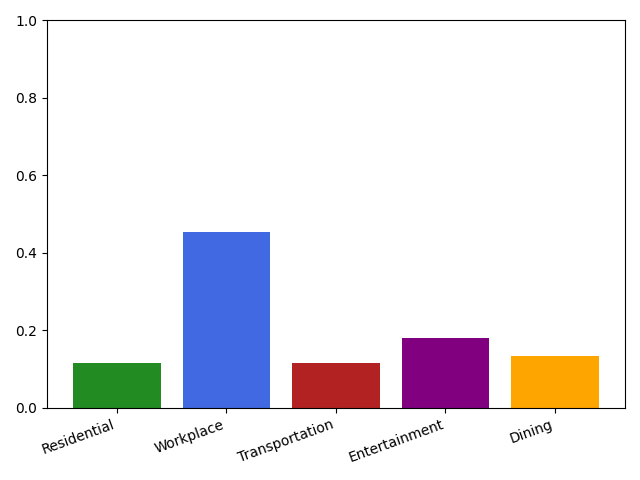 1.0
0.8
0.6
0.4
0.2
0.0
Residential
Workplace
Transportation
Entertainment
Dining